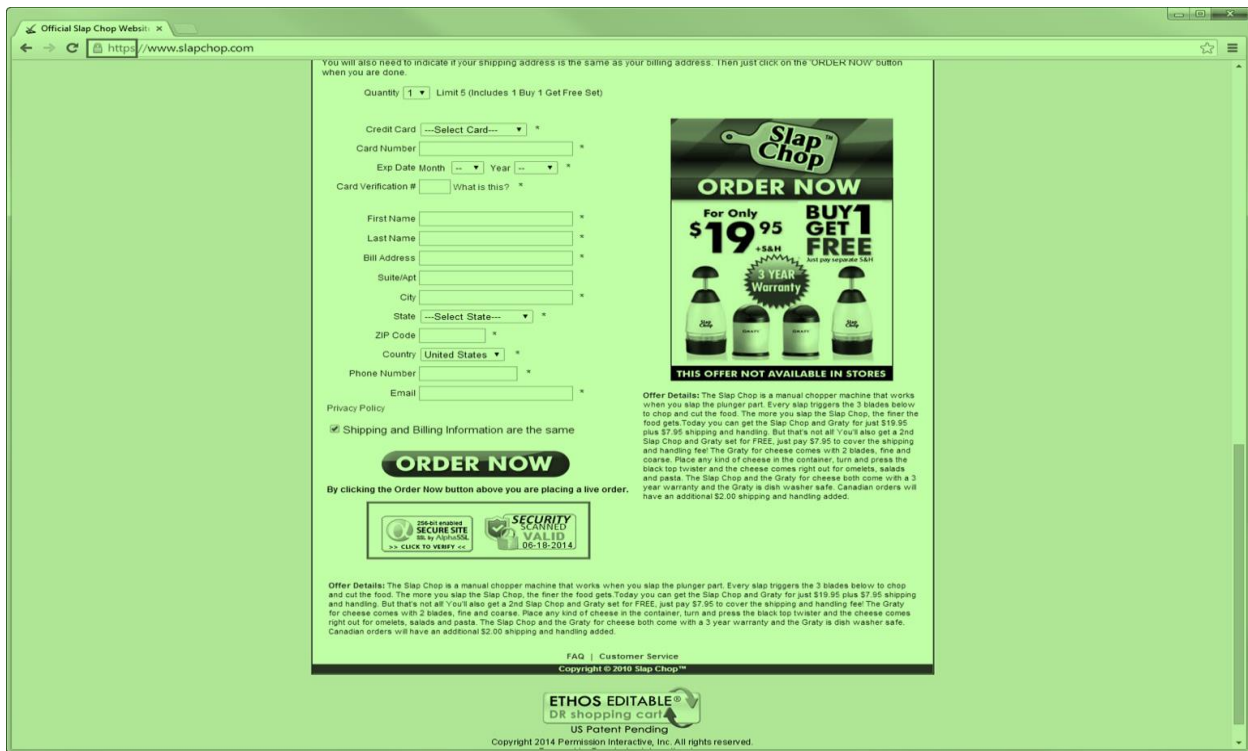 Official Slap Chop Website
https://www.slapchop.com
You will also need to indicate if your shipping address is the same as your billing address. Then just click on the 'ORDER NOW' button
when you are done.
Quantity 1 Limit 5 (Includes 1 Buy 1 Get Free Set)
Credit Card ---Select Card--- *
Card Number *
Exp Date Month -- Year -- *
Card Verification # What is this? *
First Name *
Last Name *
Bill Address *
Suite/Apt
City *
State ---Select State--- *
ZIP Code *
Country United States *
Phone Number *
Email *
Privacy Policy
Shipping and Billing Information are the same
ORDER NOW
By clicking the Order Now button above you are placing a live order.
256-bit enabled
SECURE SITE
SSL by AlphaSSL
>> CLICK TO VERIFY <<
SECURITY
SCANNED
VALID
06-18-2014
Slap
Chop™
ORDER NOW
For Only
$19.95
+S&H
BUY 1
GET
FREE
Just pay separate S&H
3 YEAR
Warranty
Slap
Chop
GRATY
GRATY
Slap
Chop
THIS OFFER NOT AVAILABLE IN STORES
Offer Details: The Slap Chop is a manual chopper machine that works
when you slap the plunger part. Every slap triggers the 3 blades below
to chop and cut the food. The more you slap the Slap Chop, the finer the
food gets.Today you can get the Slap Chop and Graty for just $19.95
plus $7.95 shipping and handling. But that's not all! You'll also get a 2nd
Slap Chop and Graty set for FREE, just pay $7.95 to cover the shipping
and handling fee! The Graty for cheese comes with 2 blades, fine and
coarse. Place any kind of cheese in the container, turn and press the
black top twister and the cheese comes right out for omelets, salads
and pasta. The Slap Chop and the Graty for cheese both come with a 3
year warranty and the Graty is dish washer safe. Canadian orders will
have an additional $2.00 shipping and handling added.
Offer Details: The Slap Chop is a manual chopper machine that works when you slap the plunger part. Every slap triggers the 3 blades below to chop
and cut the food. The more you slap the Slap Chop, the finer the food gets.Today you can get the Slap Chop and Graty for just $19.95 plus $7.95 shipping
and handling. But that's not all! You'll also get a 2nd Slap Chop and Graty set for FREE, just pay $7.95 to cover the shipping and handling fee! The Graty
for cheese comes with 2 blades, fine and coarse. Place any kind of cheese in the container, turn and press the black top twister and the cheese comes
right out for omelets, salads and pasta. The Slap Chop and the Graty for cheese both come with a 3 year warranty and the Graty is dish washer safe.
Canadian orders will have an additional $2.00 shipping and handling added.
FAQ | Customer Service
Copyright © 2010 Slap Chop™
ETHOS EDITABLE®
DR shopping cart
US Patent Pending
Copyright 2014 Permission Interactive, Inc. All rights reserved.